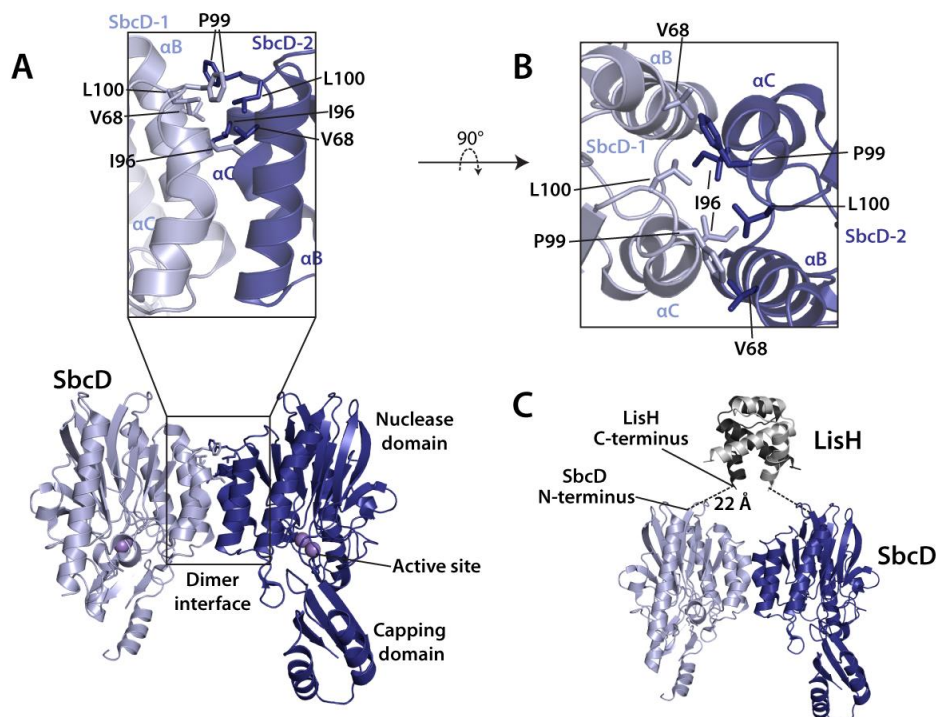 A
SbcD-1
P99
SbcD-2
αB
αC
L100
L100
V68
I96
I96
V68
αC
αC
αB
90°
B
V68
αB
αC
SbcD-1
P99
L100
I96
L100
P99
SbcD-2
αB
αC
V68
SbcD
Nuclease
domain
Active site
Dimer
interface
Capping
domain
C
LisH
C-terminus
LisH
SbcD
N-terminus
22 Å
SbcD